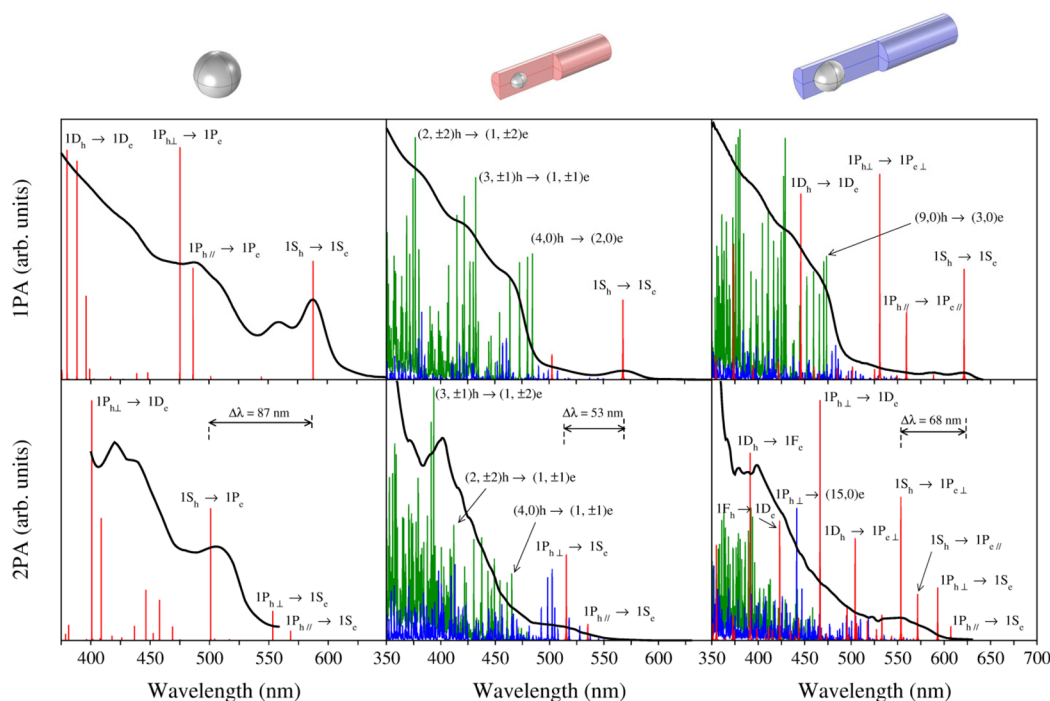 1PA (arb. units)
1D_h → 1D_e
1P_h⊥ → 1P_e
1P_h// → 1P_e
1S_h → 1S_e
(2, ±2)h → (1, ±2)e
(3, ±1)h → (1, ±1)e
(4,0)h → (2,0)e
1S_h → 1S_e
1P_h⊥ → 1P_e⊥
1D_h → 1D_e
(9,0)h → (3,0)e
1S_h → 1S_e
1P_h// → 1P_e//
2PA (arb. units)
1P_h⊥ → 1D_e
Δλ = 87 nm
1S_h → 1P_e
1P_h⊥ → 1S_e
1P_h// → 1S_e
400 450 500 550 600
Wavelength (nm)
(3, ±1)h → (1, ±2)e
Δλ = 53 nm
(2, ±2)h → (1, ±1)e
(4,0)h → (1, ±1)e
1P_h⊥ → 1S_e
1P_h// → 1S_e
350 400 450 500 550 600
Wavelength (nm)
1P_h⊥ → 1D_e
Δλ = 68 nm
1D_h → 1F_e
1P_h⊥ → (15,0)e
1S_h → 1P_e⊥
1F_h → 1D_e
1D_h → 1P_e⊥
1S_h → 1P_e//
1P_h⊥ → 1S_e
1P_h// → 1S_e
350 400 450 500 550 600 650 700
Wavelength (nm)